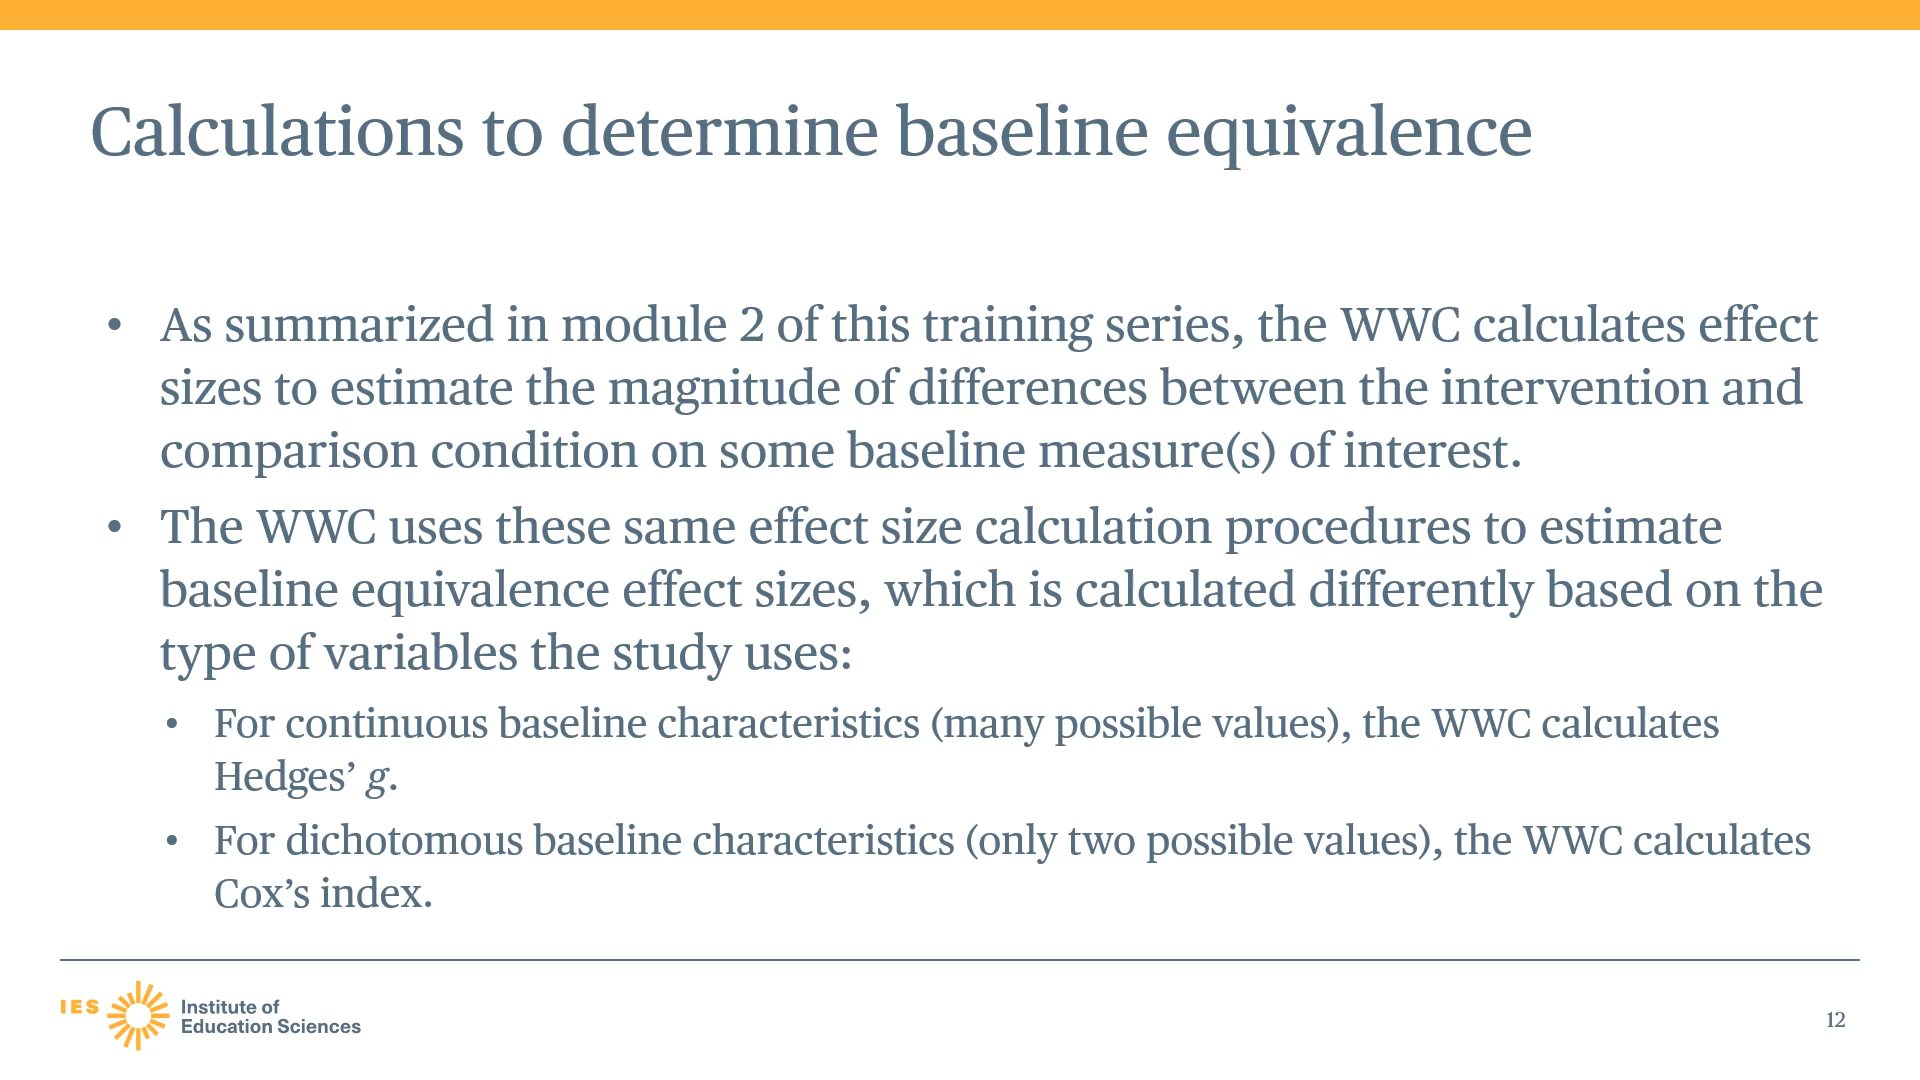 Calculations to determine baseline equivalence
• As summarized in module 2 of this training series, the WWC calculates effect
sizes to estimate the magnitude of differences between the intervention and
comparison condition on some baseline measure(s) of interest.
• The WWC uses these same effect size calculation procedures to estimate
baseline equivalence effect sizes, which is calculated differently based on the
type of variables the study uses:
• For continuous baseline characteristics (many possible values), the WWC calculates
Hedges’ g.
• For dichotomous baseline characteristics (only two possible values), the WWC calculates
Cox’s index.
IES Institute of
Education Sciences
12